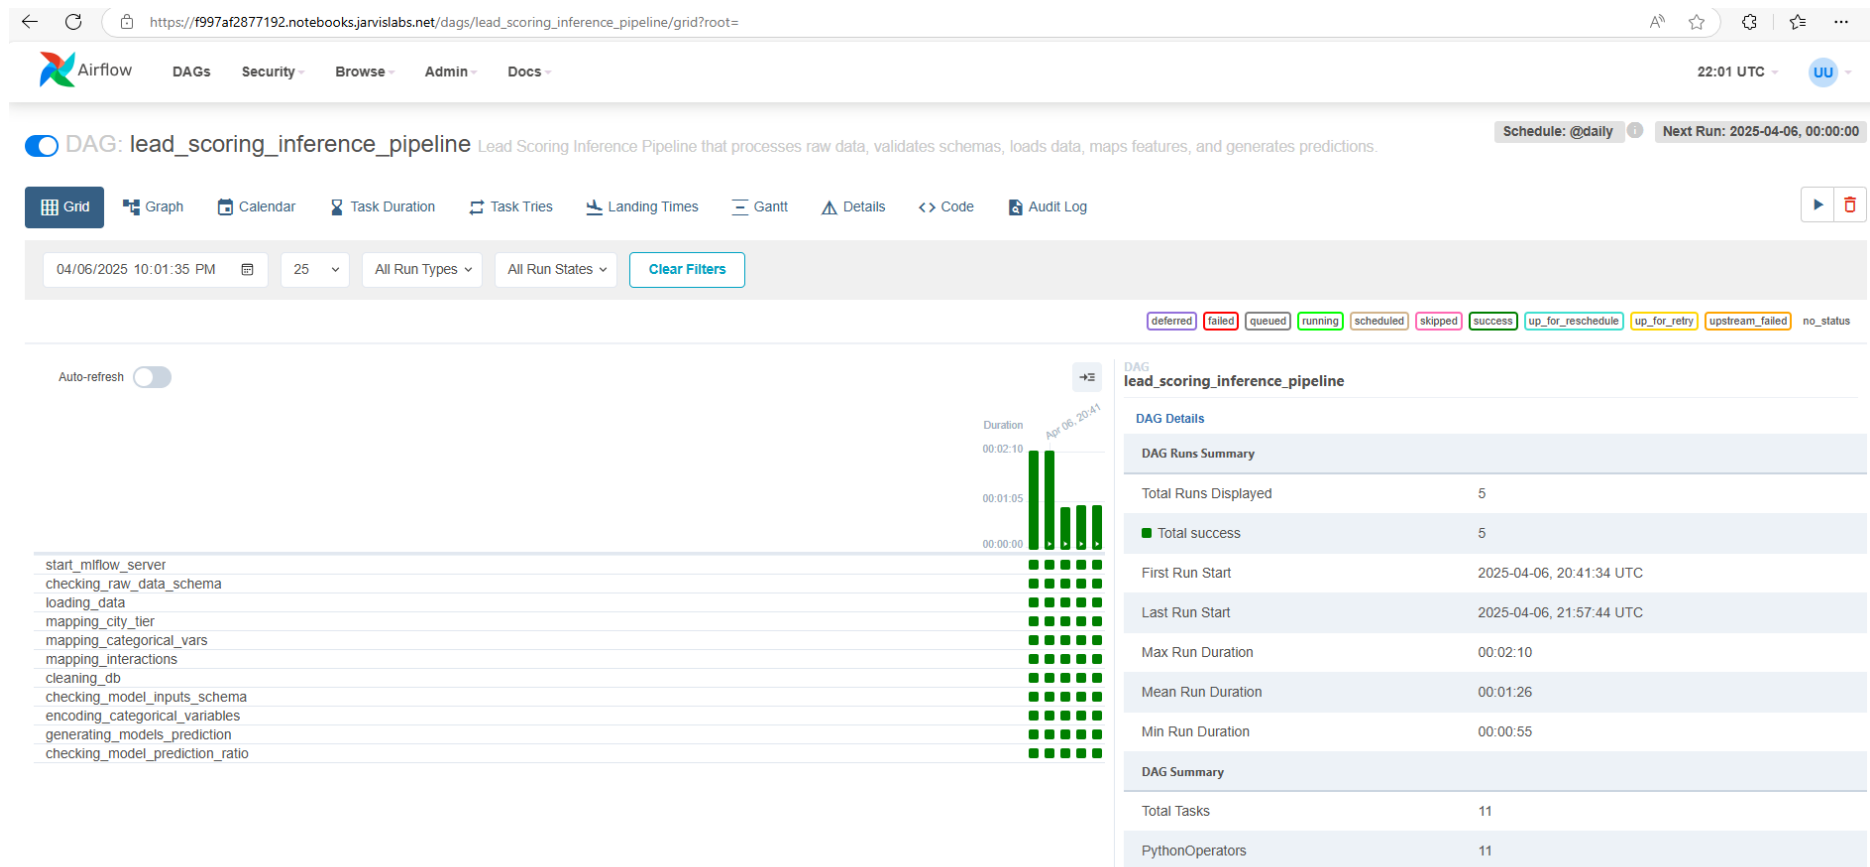 https://f997af2877192.notebooks.jarvislabs.net/dags/lead_scoring_inference_pipeline/grid?root=
Airflow DAGs Security Browse Admin Docs 22:01 UTC UU
DAG: lead_scoring_inference_pipeline Lead Scoring Inference Pipeline that processes raw data, validates schemas, loads data, maps features, and generates predictions.
Schedule: @daily Next Run: 2025-04-06, 00:00:00
Grid Graph Calendar Task Duration Task Tries Landing Times Gantt Details Code Audit Log
04/06/2025 10:01:35 PM 25 All Run Types All Run States Clear Filters
deferred failed queued running scheduled skipped success up_for_reschedule up_for_retry upstream_failed no_status
Auto-refresh
Duration
Apr 06, 20:41
00:02:10
00:01:05
00:00:00
start_mlflow_server
checking_raw_data_schema
loading_data
mapping_city_tier
mapping_categorical_vars
mapping_interactions
cleaning_db
checking_model_inputs_schema
encoding_categorical_variables
generating_models_prediction
checking_model_prediction_ratio
DAG
lead_scoring_inference_pipeline
DAG Details
DAG Runs Summary
Total Runs Displayed 5
Total success 5
First Run Start 2025-04-06, 20:41:34 UTC
Last Run Start 2025-04-06, 21:57:44 UTC
Max Run Duration 00:02:10
Mean Run Duration 00:01:26
Min Run Duration 00:00:55
DAG Summary
Total Tasks 11
PythonOperators 11